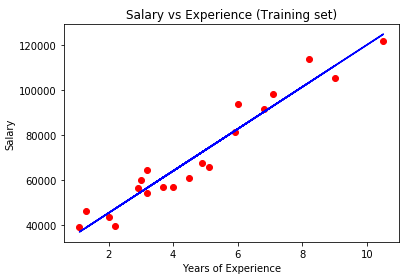 Salary vs Experience (Training set)
120000
100000
80000
60000
40000
Salary
2 4 6 8 10
Years of Experience